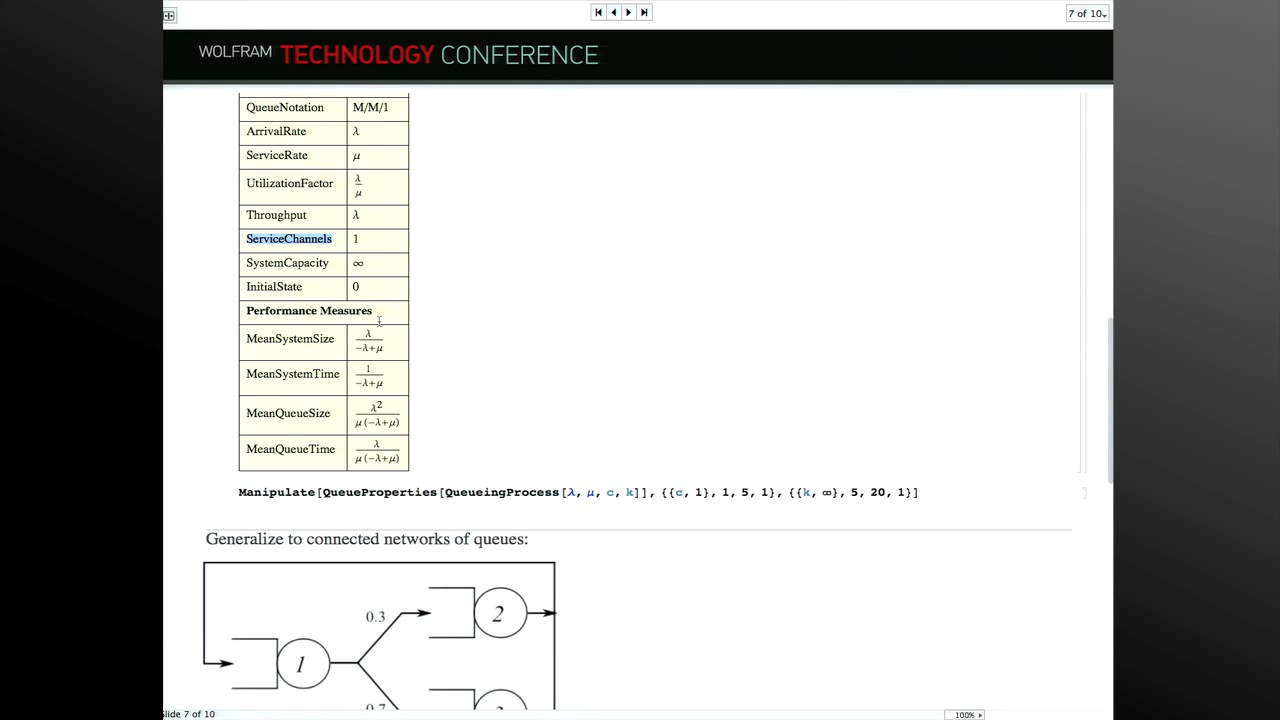 7 of 10
WOLFRAM TECHNOLOGY CONFERENCE
QueueNotation M/M/1
ArrivalRate λ
ServiceRate μ
UtilizationFactor λ/μ
Throughput λ
ServiceChannels 1
SystemCapacity ∞
InitialState 0
Performance Measures
MeanSystemSize λ/(-λ+μ)
MeanSystemTime 1/(-λ+μ)
MeanQueueSize λ²/(μ (-λ+μ))
MeanQueueTime λ/(μ (-λ+μ))
Manipulate[QueueProperties[QueueingProcess[λ, μ, c, k]], {{c, 1}, 1, 5, 1}, {{k, ∞}, 5, 20, 1}]
Generalize to connected networks of queues:
0.3
2
1
0.7
Slide 7 of 10
100%